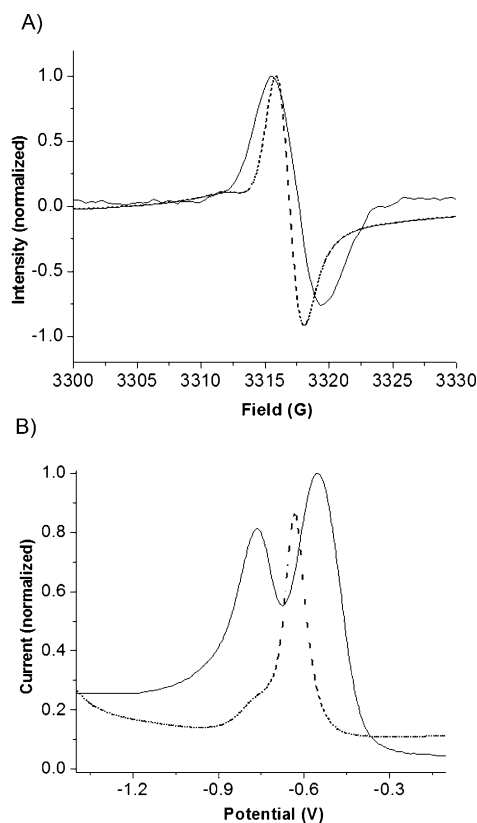 A)
1.0
0.5
0.0
-0.5
-1.0
Intensity (normalized)
3300 3305 3310 3315 3320 3325 3330
Field (G)
B)
1.0
0.8
0.6
0.4
0.2
0.0
Current (normalized)
-1.2 -0.9 -0.6 -0.3
Potential (V)